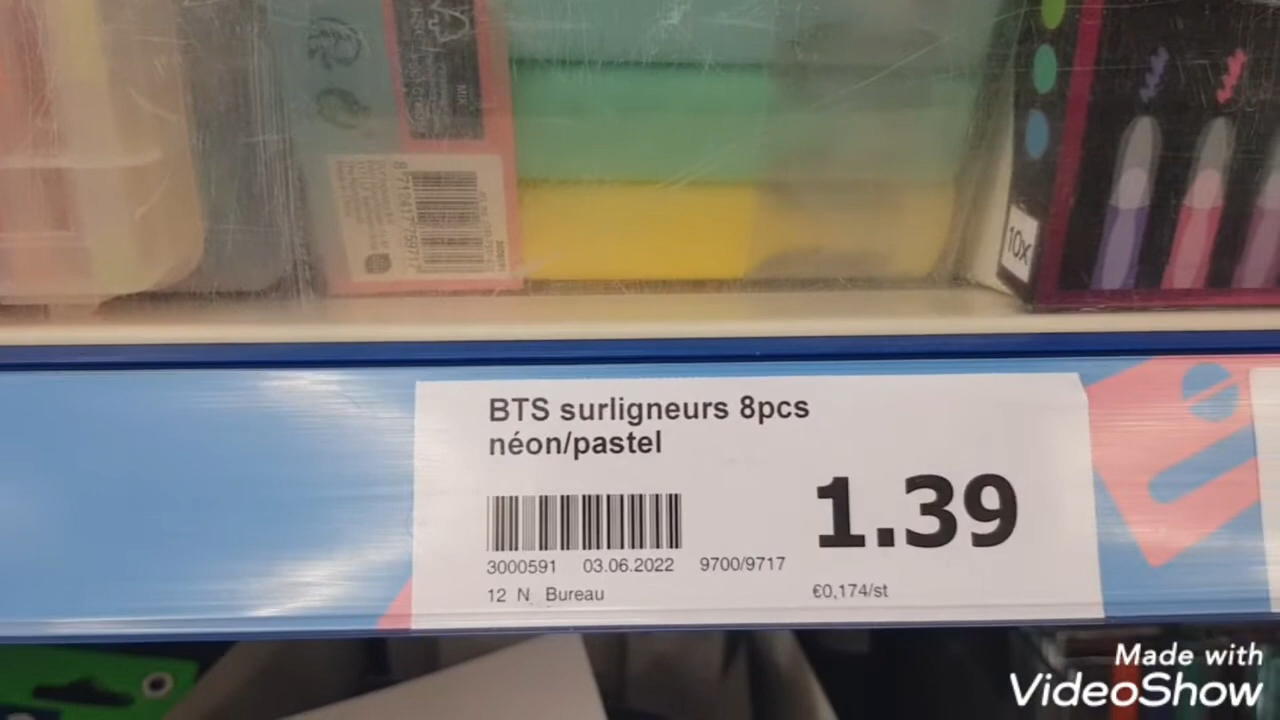 MIX
10x
BTS surligneurs 8pcs
néon/pastel
1.39
3000591 03.06.2022 9700/9717
12 N Bureau
€0,174/st
Made with
VideoShow